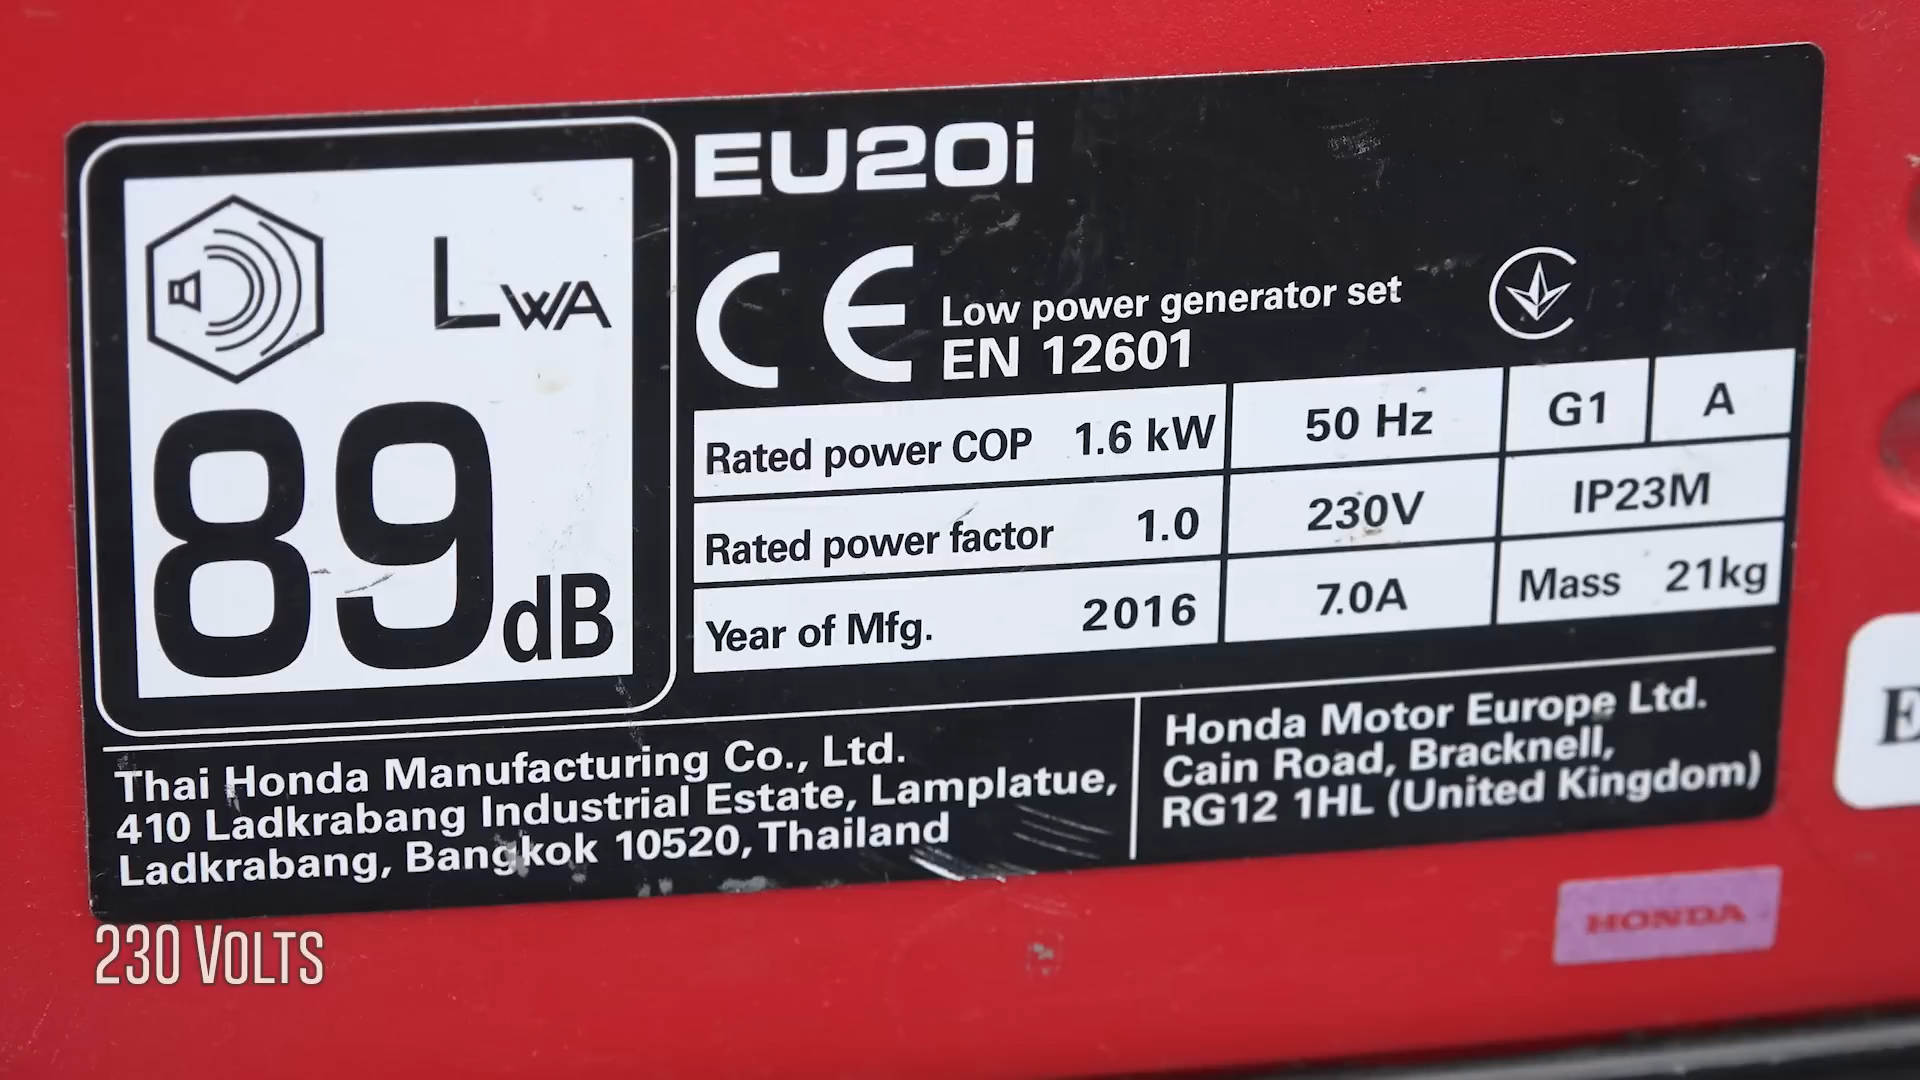 EU20i
LWA
89dB
CE
Low power generator set
EN 12601
Rated power COP 1.6 kW 50 Hz G1 A
Rated power factor 1.0 230V IP23M
Year of Mfg. 2016 7.0A Mass 21kg
Thai Honda Manufacturing Co., Ltd.
410 Ladkrabang Industrial Estate, Lamplatue,
Ladkrabang, Bangkok 10520, Thailand
Honda Motor Europe Ltd.
Cain Road, Bracknell,
RG12 1HL (United Kingdom)
HONDA
230 VOLTS